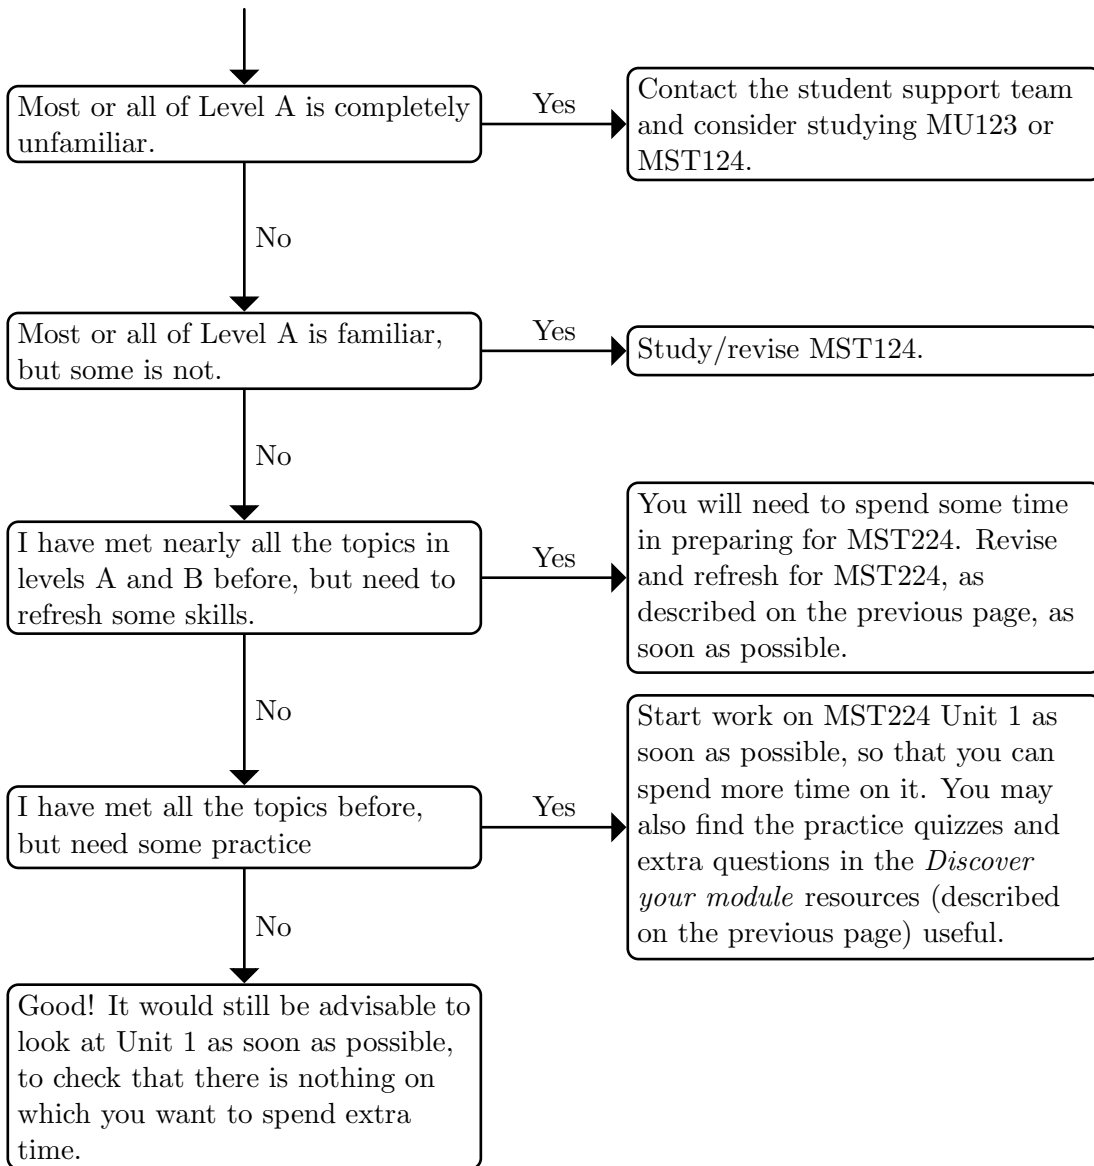 Most or all of Level A is completely
unfamiliar.
Yes
Contact the student support team
and consider studying MU123 or
MST124.
No
Most or all of Level A is familiar,
but some is not.
Yes
Study/revise MST124.
No
I have met nearly all the topics in
levels A and B before, but need to
refresh some skills.
Yes
You will need to spend some time
in preparing for MST224. Revise
and refresh for MST224, as
described on the previous page, as
soon as possible.
No
I have met all the topics before,
but need some practice
Yes
Start work on MST224 Unit 1 as
soon as possible, so that you can
spend more time on it. You may
also find the practice quizzes and
extra questions in the Discover
your module resources (described
on the previous page) useful.
No
Good! It would still be advisable to
look at Unit 1 as soon as possible,
to check that there is nothing on
which you want to spend extra
time.